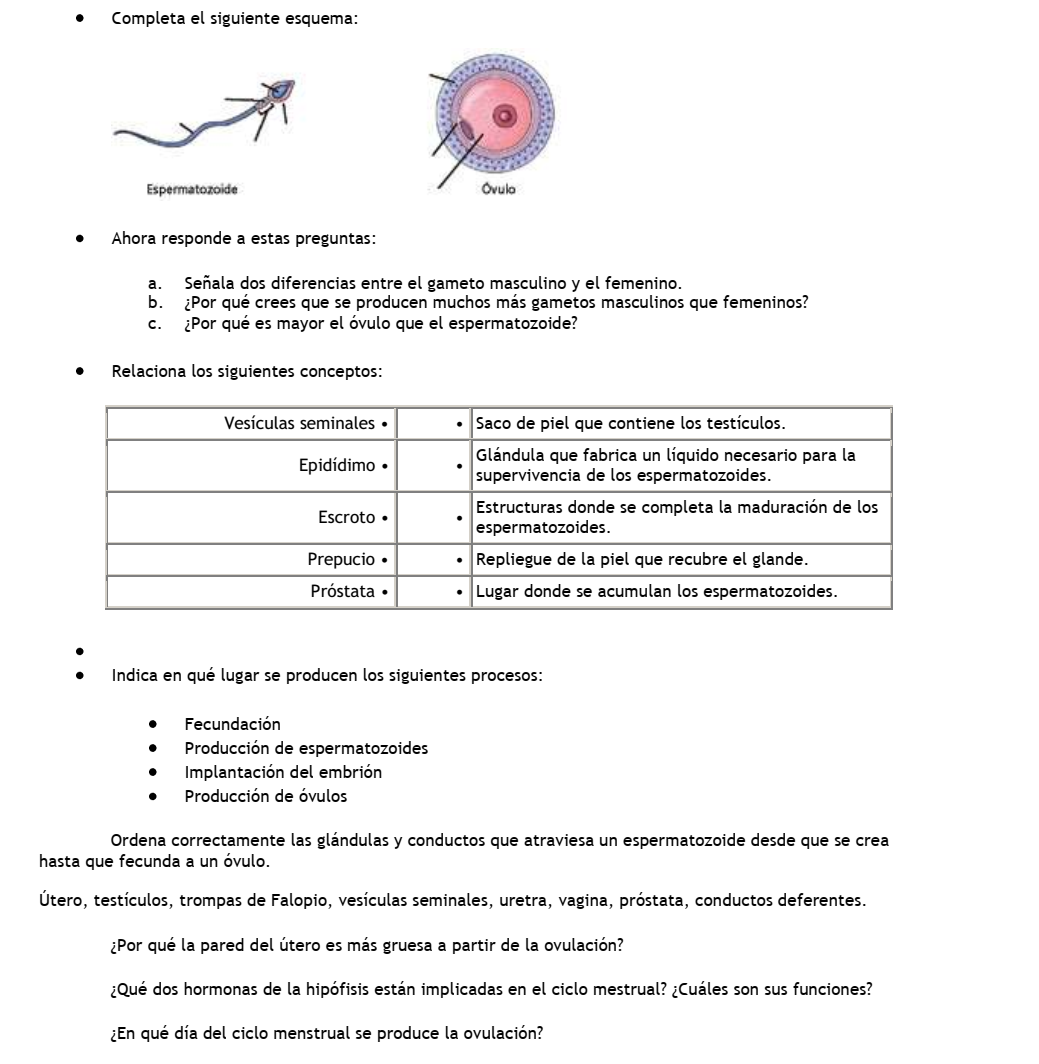 Completa el siguiente esquema:
Espermatozoide
Óvulo
Ahora responde a estas preguntas:
a. Señala dos diferencias entre el gameto masculino y el femenino.
b. ¿Por qué crees que se producen muchos más gametos masculinos que femeninos?
c. ¿Por qué es mayor el óvulo que el espermatozoide?
Relaciona los siguientes conceptos:
Vesículas seminales • • Saco de piel que contiene los testículos.
Epidídimo • • Glándula que fabrica un líquido necesario para la
supervivencia de los espermatozoides.
Escroto • • Estructuras donde se completa la maduración de los
espermatozoides.
Prepucio • • Repliegue de la piel que recubre el glande.
Próstata • • Lugar donde se acumulan los espermatozoides.
Indica en qué lugar se producen los siguientes procesos:
Fecundación
Producción de espermatozoides
Implantación del embrión
Producción de óvulos
Ordena correctamente las glándulas y conductos que atraviesa un espermatozoide desde que se crea
hasta que fecunda a un óvulo.
Útero, testículos, trompas de Falopio, vesículas seminales, uretra, vagina, próstata, conductos deferentes.
¿Por qué la pared del útero es más gruesa a partir de la ovulación?
¿Qué dos hormonas de la hipófisis están implicadas en el ciclo mestrual? ¿Cuáles son sus funciones?
¿En qué día del ciclo menstrual se produce la ovulación?